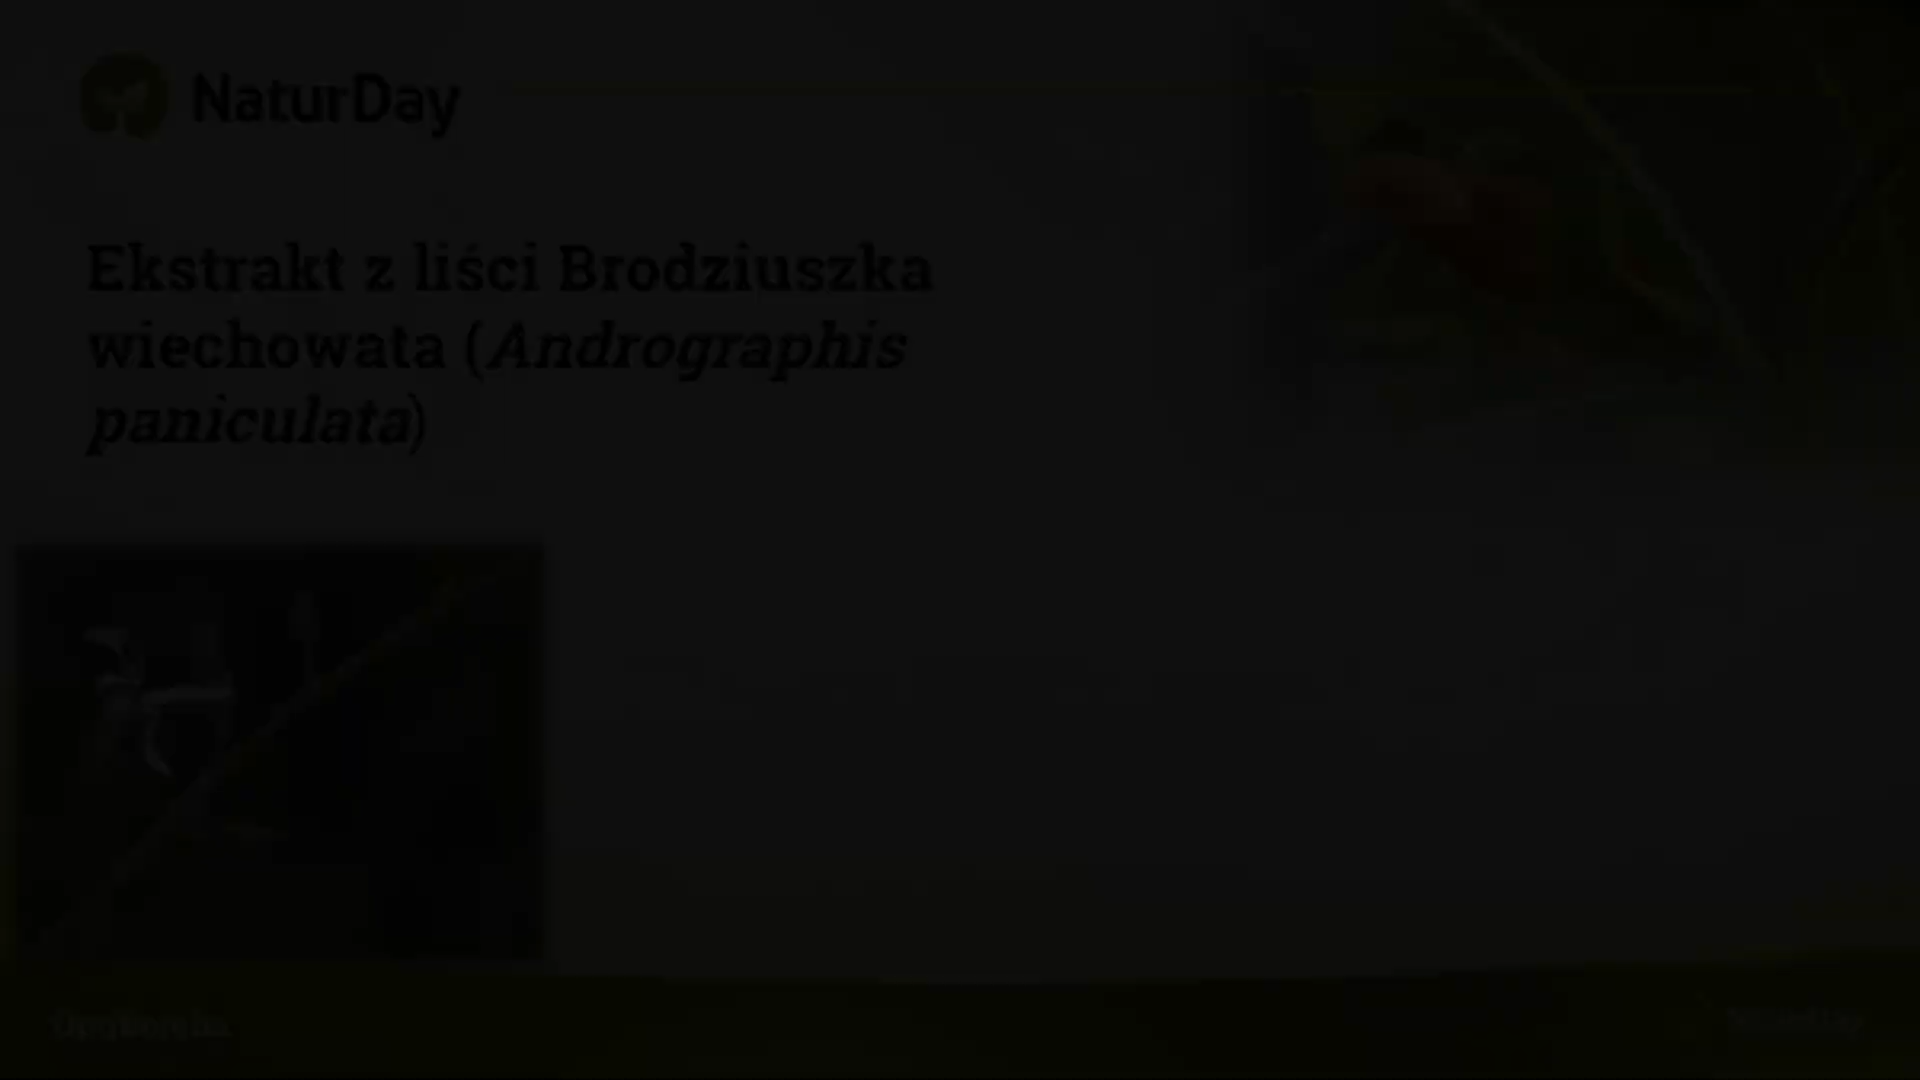 NaturDay
Ekstrakt z liści Brodziuszka
wiechowata (Andrographis
paniculata)